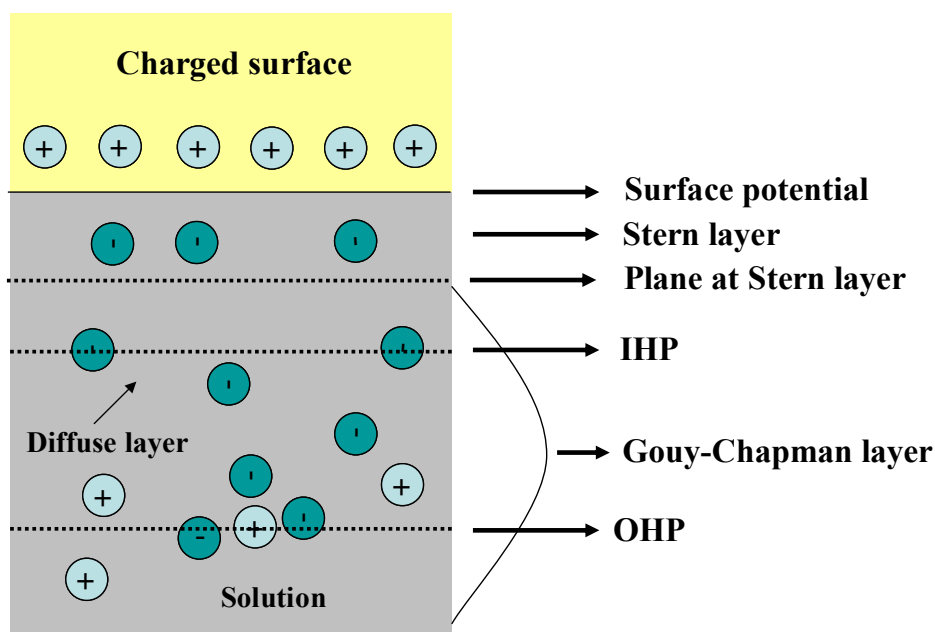 Charged surface
+ + + + + +
Surface potential
- - -
Stern layer
Plane at Stern layer
- -
IHP
-
Diffuse layer
-
Gouy-Chapman layer
-
+ +
- + -
OHP
+
Solution